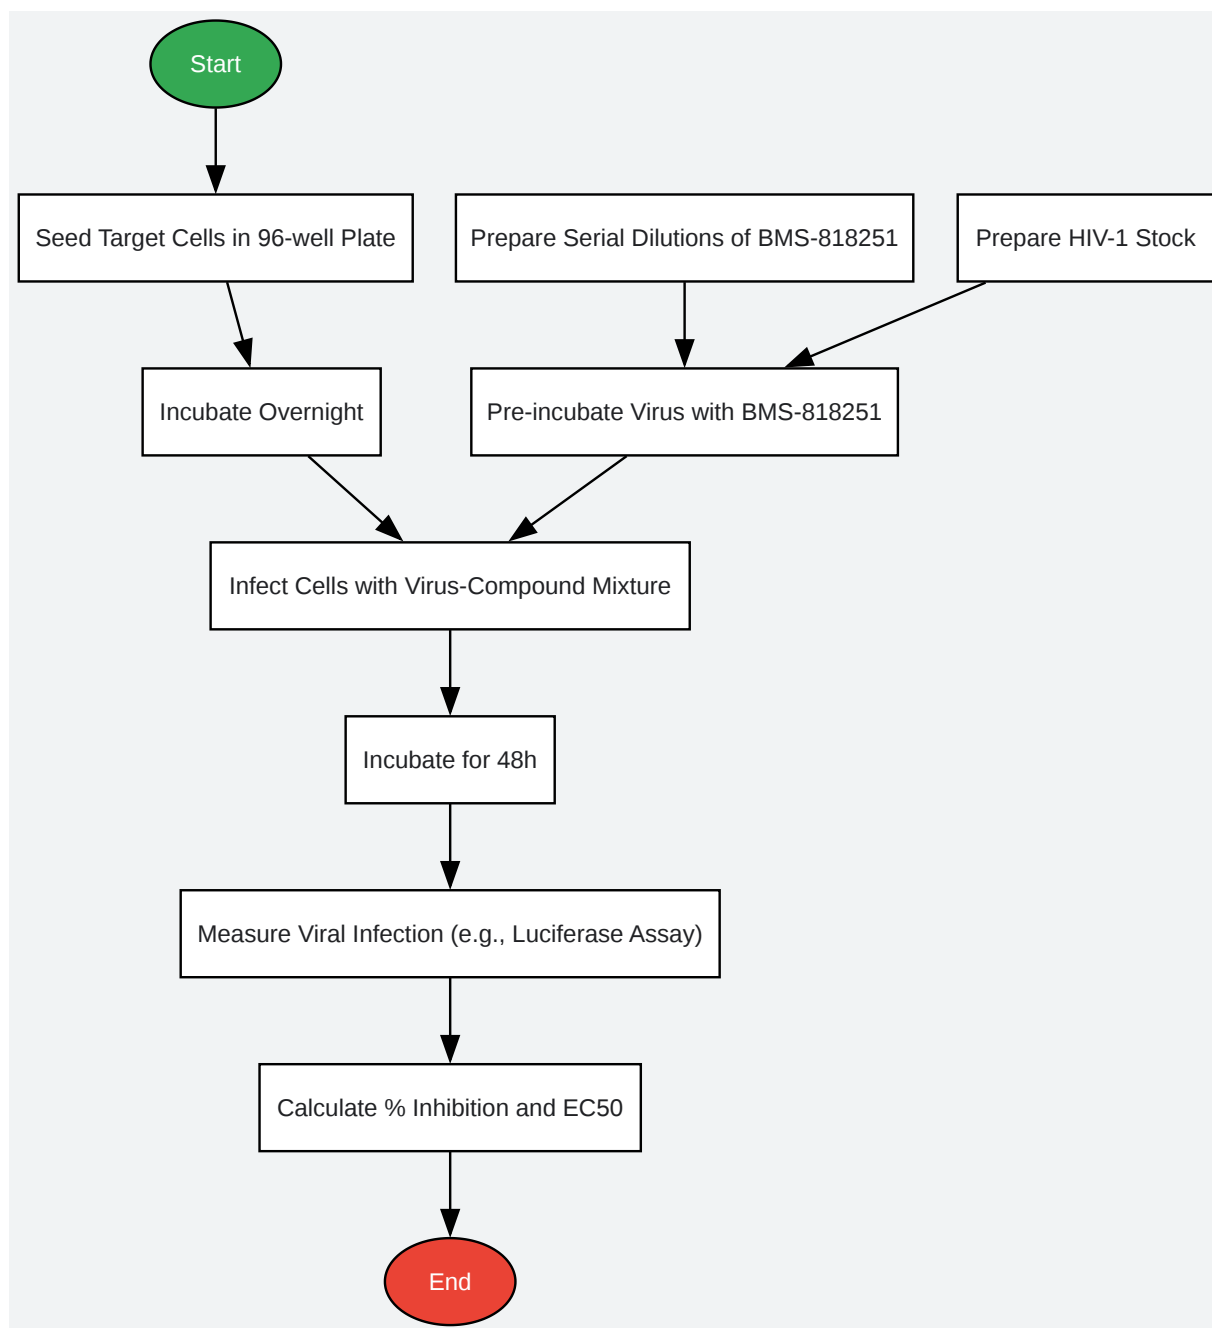 Start
Seed Target Cells in 96-well Plate
Prepare Serial Dilutions of BMS-818251
Prepare HIV-1 Stock
Incubate Overnight
Pre-incubate Virus with BMS-818251
Infect Cells with Virus-Compound Mixture
Incubate for 48h
Measure Viral Infection (e.g., Luciferase Assay)
Calculate % Inhibition and EC50
End